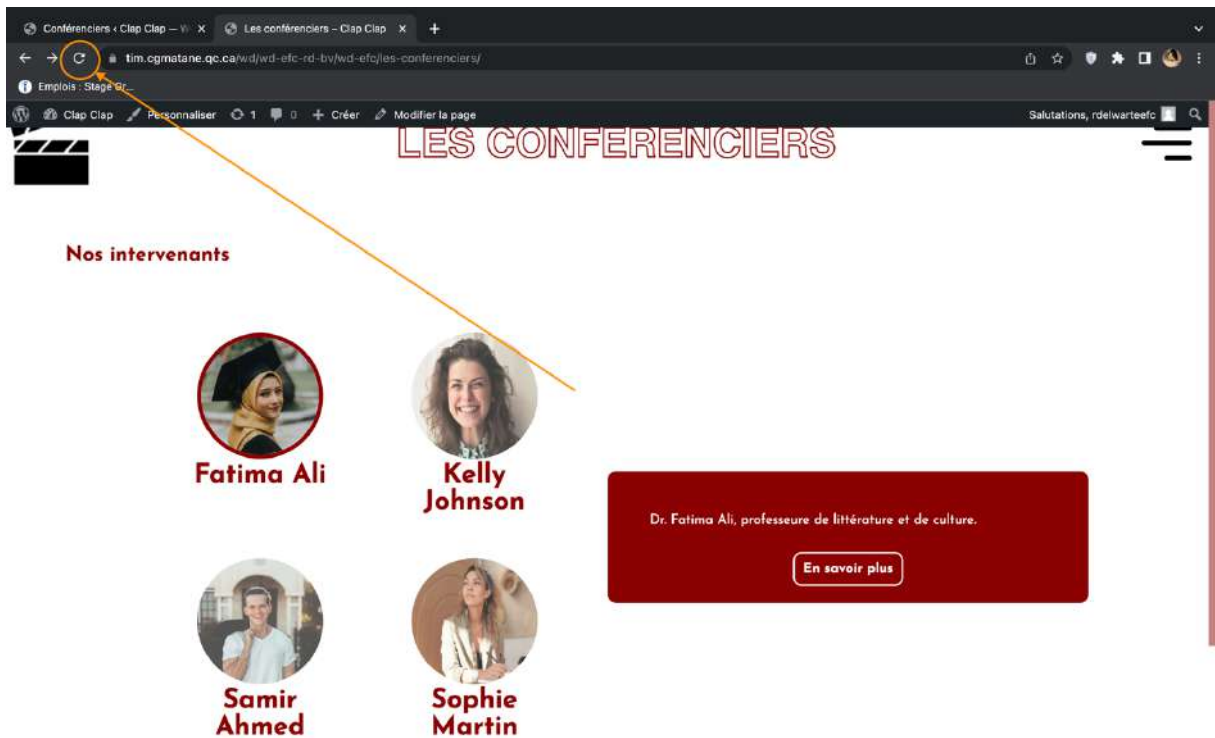 Conférenciers ‹ Clap Clap — W
Les conférenciers – Clap Clap
tim.cgmatane.qc.ca/wd/wd-efc-rd-bv/wd-efc/les-conferenciers/
Emplois : Stage Gr...
Clap Clap Personnaliser 1 0 Créer Modifier la page Salutations, rdelwarteefc
LES CONFERENCIERS
Nos intervenants
Fatima Ali
Kelly
Johnson
Dr. Fatima Ali, professeure de littérature et de culture.
En savoir plus
Samir
Ahmed
Sophie
Martin